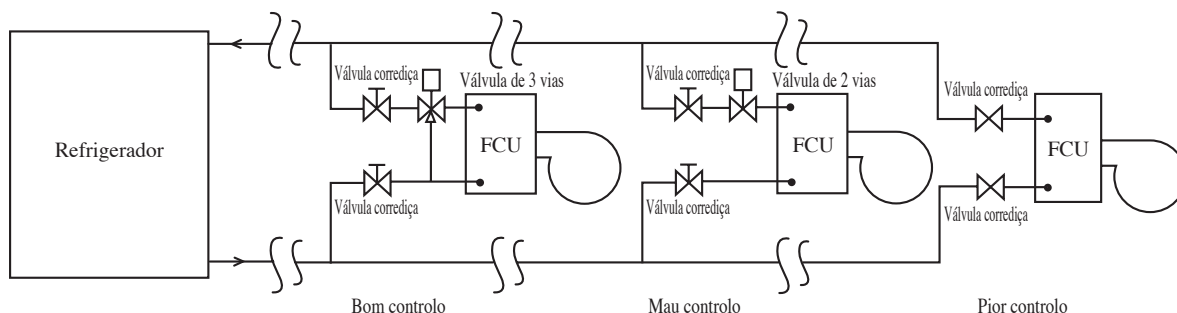 Refrigerador
Válvula corrediça
Válvula de 3 vias
FCU
Válvula corrediça
Bom controlo
Válvula corrediça
Válvula de 2 vias
FCU
Válvula corrediça
Mau controlo
Válvula corrediça
FCU
Válvula corrediça
Pior controlo